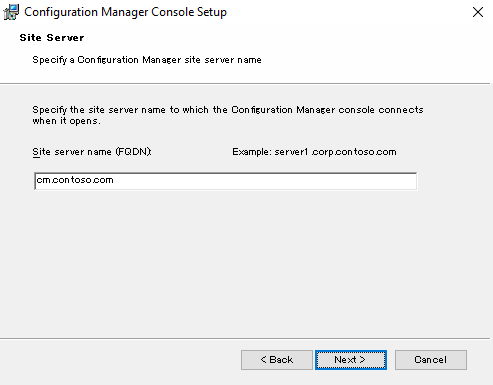 Configuration Manager Console Setup
Site Server
Specify a Configuration Manager site server name
Specify the site server name to which the Configuration Manager console connects
when it opens.
Site server name (FQDN): Example: server1.corp.contoso.com
cm.contoso.com
< Back Next > Cancel